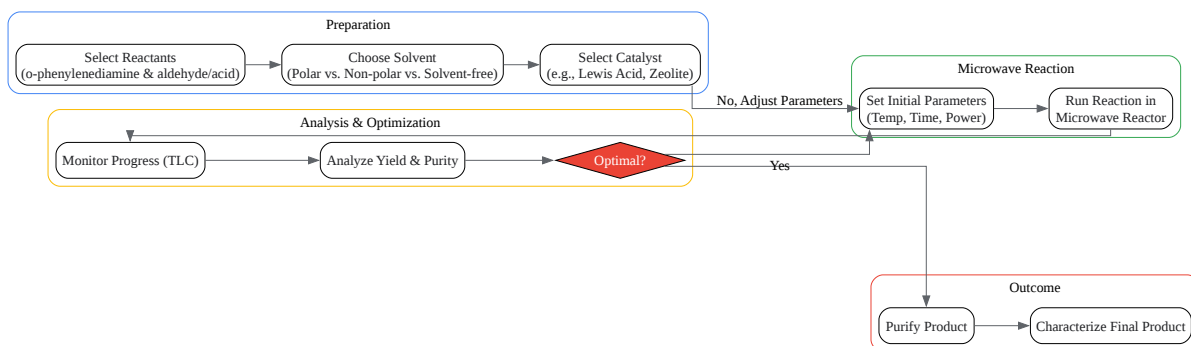 Preparation
Select Reactants
(o-phenylenediamine & aldehyde/acid)
Choose Solvent
(Polar vs. Non-polar vs. Solvent-free)
Select Catalyst
(e.g., Lewis Acid, Zeolite)
Microwave Reaction
No, Adjust Parameters
Set Initial Parameters
(Temp, Time, Power)
Run Reaction in
Microwave Reactor
Analysis & Optimization
Monitor Progress (TLC)
Analyze Yield & Purity
Optimal?
Yes
Outcome
Purify Product
Characterize Final Product